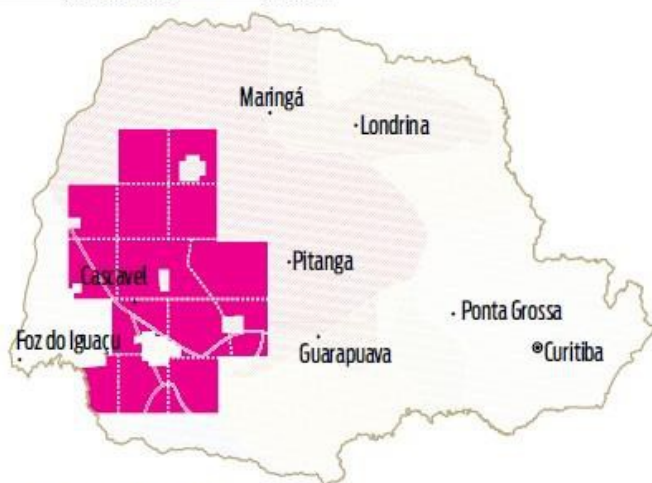 Maringá
Londrina
Pitanga
Cascavel
Ponta Grossa
Foz do Iguaçu
Guarapuava
Curitiba